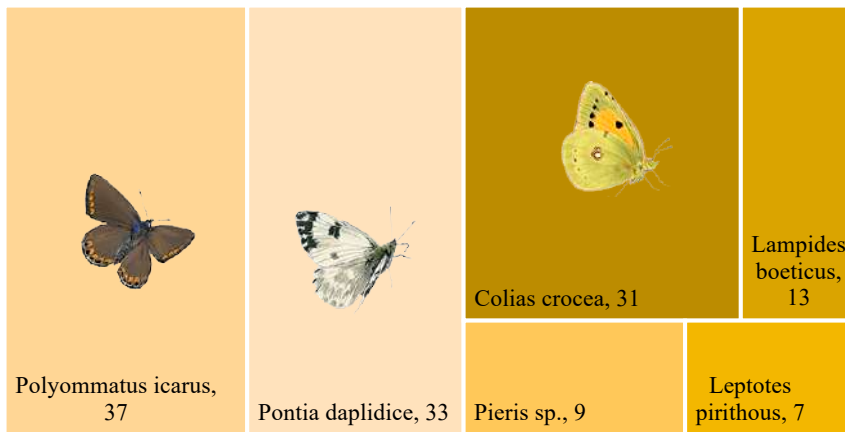 Polyommatus icarus,
37
Pontia daplidice, 33
Colias crocea, 31
Lampides
boeticus,
13
Pieris sp., 9
Leptotes
pirithous, 7